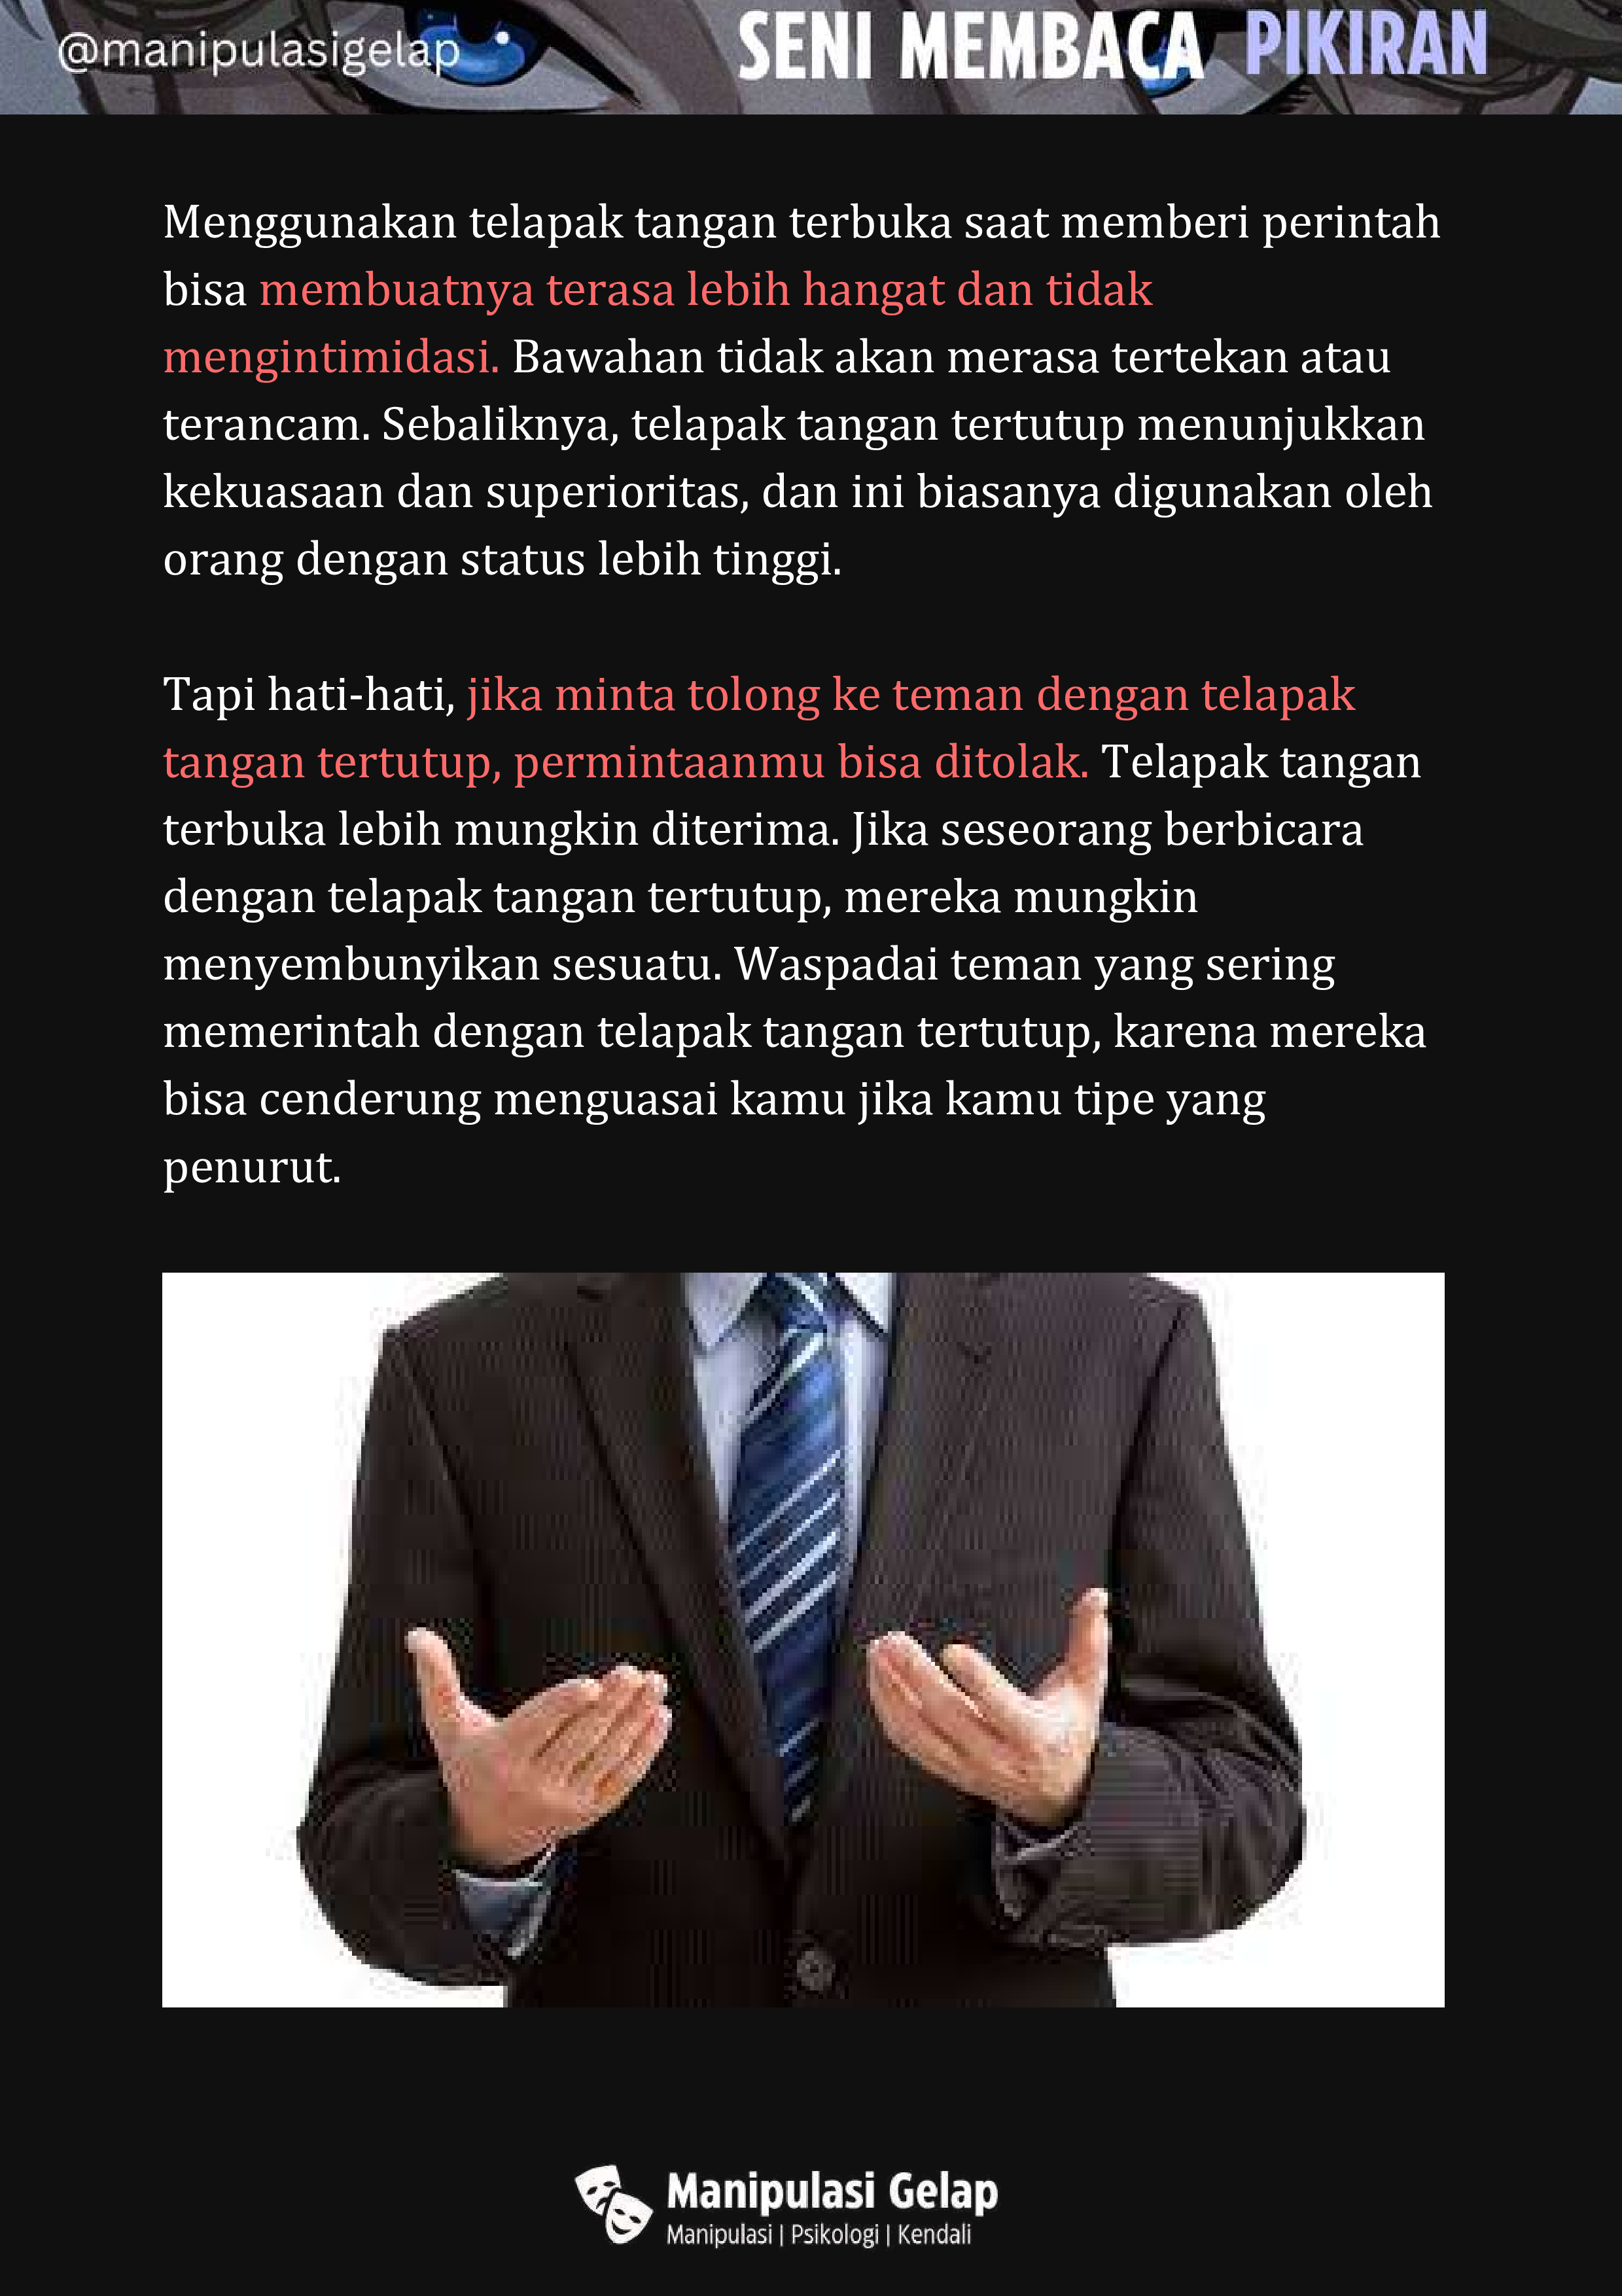 @manipulasigelap
SENI MEMBACA PIKIRAN
Menggunakan telapak tangan terbuka saat memberi perintah
bisa membuatnya terasa lebih hangat dan tidak
mengintimidasi. Bawahan tidak akan merasa tertekan atau
terancam. Sebaliknya, telapak tangan tertutup menunjukkan
kekuasaan dan superioritas, dan ini biasanya digunakan oleh
orang dengan status lebih tinggi.
Tapi hati-hati, jika minta tolong ke teman dengan telapak
tangan tertutup, permintaanmu bisa ditolak. Telapak tangan
terbuka lebih mungkin diterima. Jika seseorang berbicara
dengan telapak tangan tertutup, mereka mungkin
menyembunyikan sesuatu. Waspadai teman yang sering
memerintah dengan telapak tangan tertutup, karena mereka
bisa cenderung menguasai kamu jika kamu tipe yang
penurut.
Manipulasi Gelap
Manipulasi | Psikologi | Kendali